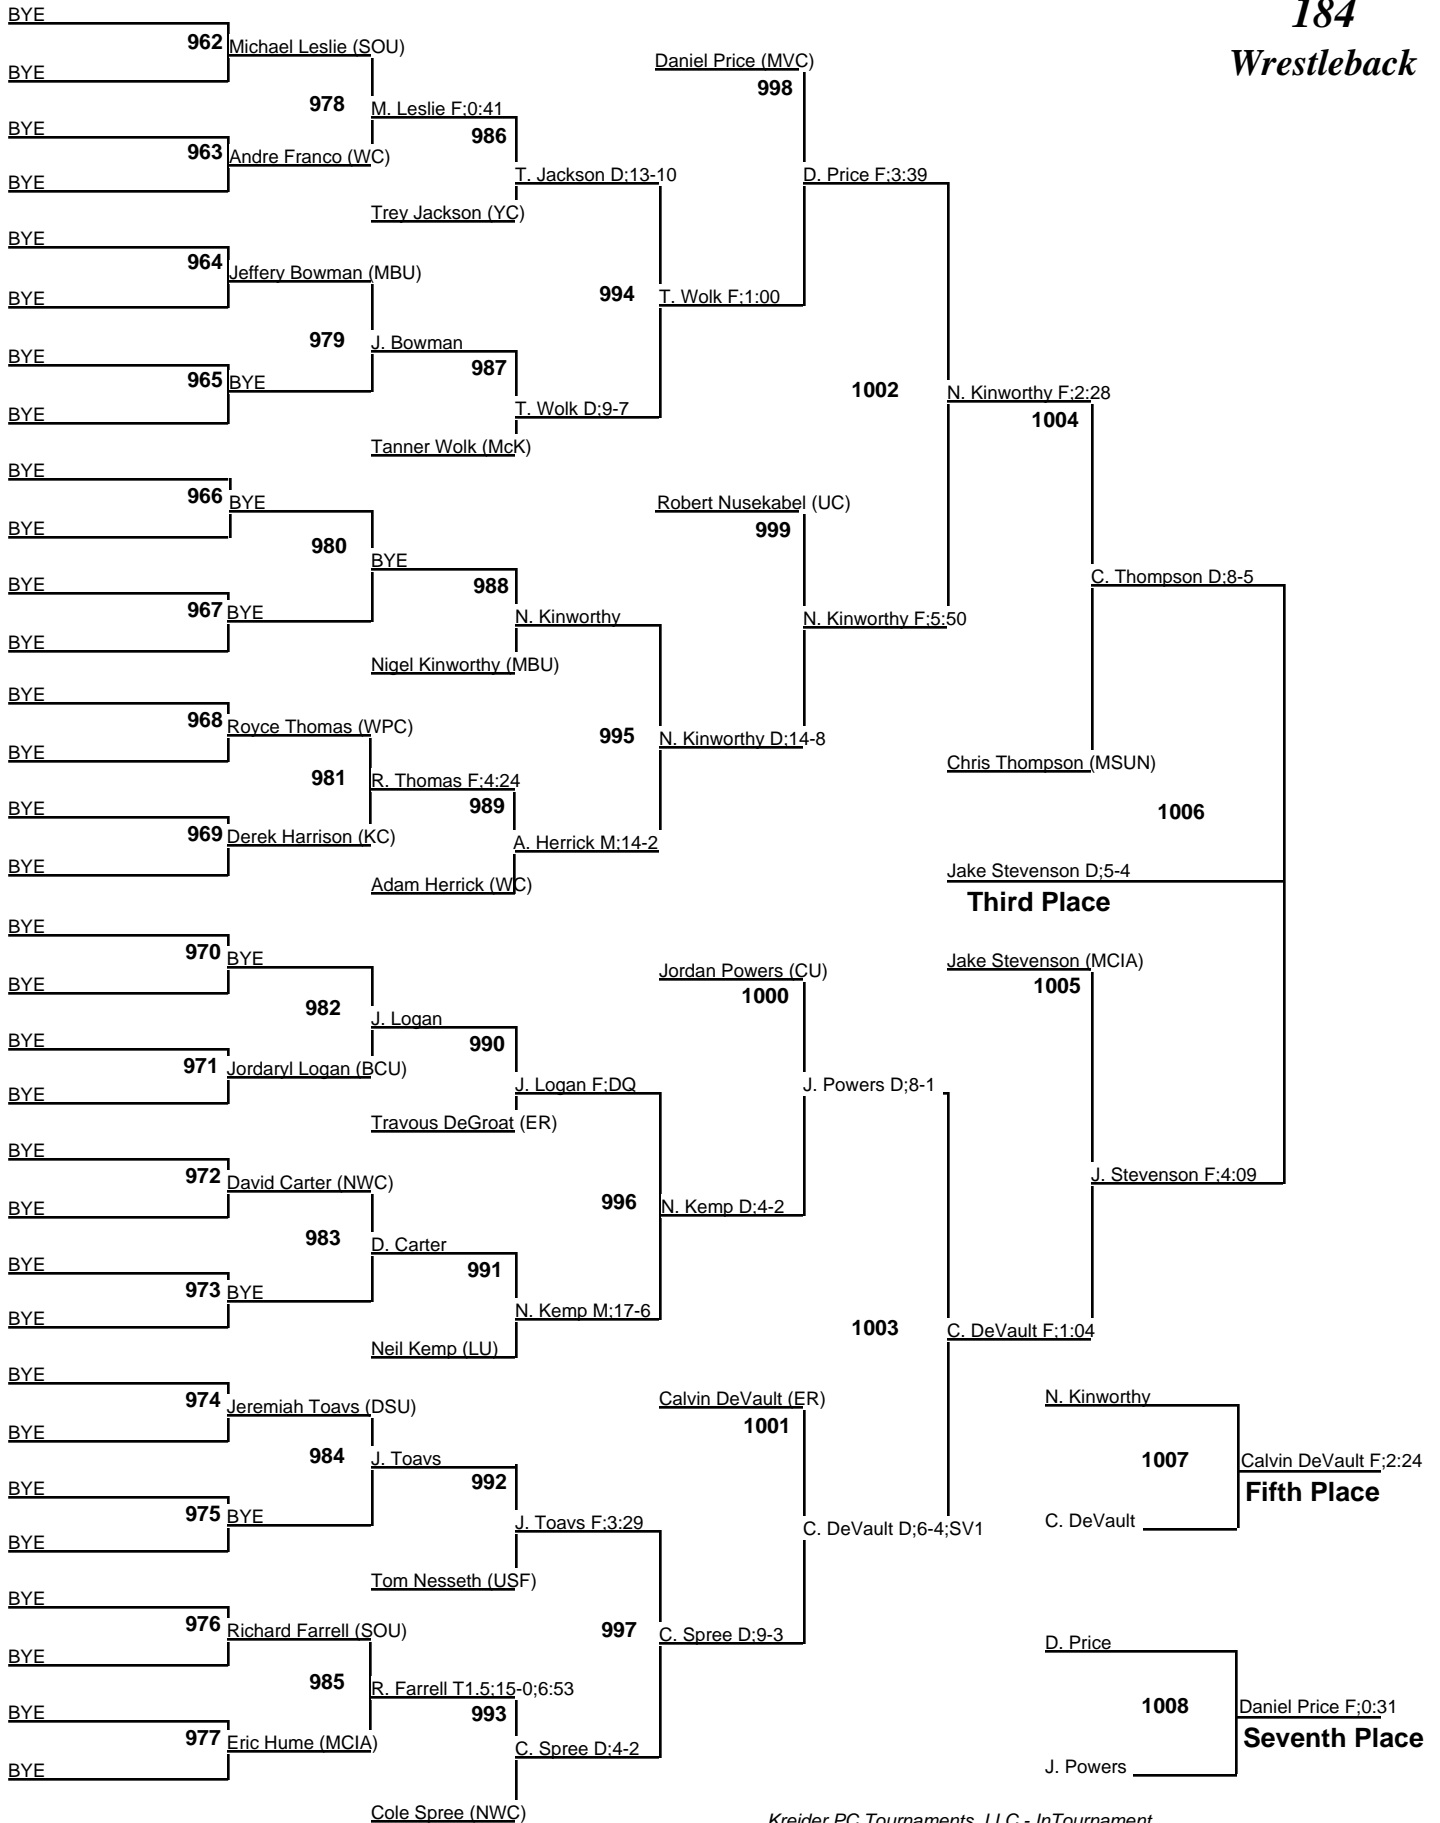 184
Wrestleback
BYE
962
BYE
Michael Leslie (SOU)
978
BYE
963
BYE
Andre Franco (WC)
M. Leslie F;0:41
986
Trey Jackson (YC)
T. Jackson D;13-10
BYE
964
BYE
Jeffery Bowman (MBU)
979
BYE
965
BYE
BYE
J. Bowman
987
Tanner Wolk (McK)
T. Wolk D;9-7
994
T. Wolk F;1:00
Daniel Price (MVC)
998
D. Price F;3:39
BYE
966
BYE
BYE
980
BYE
967
BYE
BYE
BYE
988
Nigel Kinworthy (MBU)
N. Kinworthy
BYE
968
BYE
Royce Thomas (WPC)
981
BYE
969
BYE
Derek Harrison (KC)
R. Thomas F;4:24
989
Adam Herrick (WC)
A. Herrick M;14-2
995
N. Kinworthy D;14-8
Robert Nusekabel (UC)
999
N. Kinworthy F;5:50
1002
N. Kinworthy F;2:28
1004
Chris Thompson (MSUN)
C. Thompson D;8-5
1006
Jake Stevenson D;5-4
Third Place
BYE
970
BYE
BYE
982
BYE
971
BYE
Jordaryl Logan (BCU)
J. Logan
990
Travous DeGroat (ER)
J. Logan F;DQ
BYE
972
BYE
David Carter (NWC)
983
BYE
973
BYE
BYE
D. Carter
991
Neil Kemp (LU)
N. Kemp M;17-6
996
N. Kemp D;4-2
Jordan Powers (CU)
1000
J. Powers D;8-1
BYE
974
BYE
Jeremiah Toavs (DSU)
984
BYE
975
BYE
BYE
J. Toavs
992
Tom Nesseth (USF)
J. Toavs F;3:29
BYE
976
BYE
Richard Farrell (SOU)
985
BYE
977
BYE
Eric Hume (MCIA)
R. Farrell T1.5;15-0;6:53
993
Cole Spree (NWC)
C. Spree D;4-2
997
C. Spree D;9-3
Calvin DeVault (ER)
1001
C. DeVault D;6-4;SV1
1003
C. DeVault F;1:04
Jake Stevenson (MCIA)
1005
J. Stevenson F;4:09
N. Kinworthy
1007
C. DeVault
Calvin DeVault F;2:24
Fifth Place
D. Price
1008
J. Powers
Daniel Price F;0:31
Seventh Place
Kreider PC Tournaments, LLC - InTournament